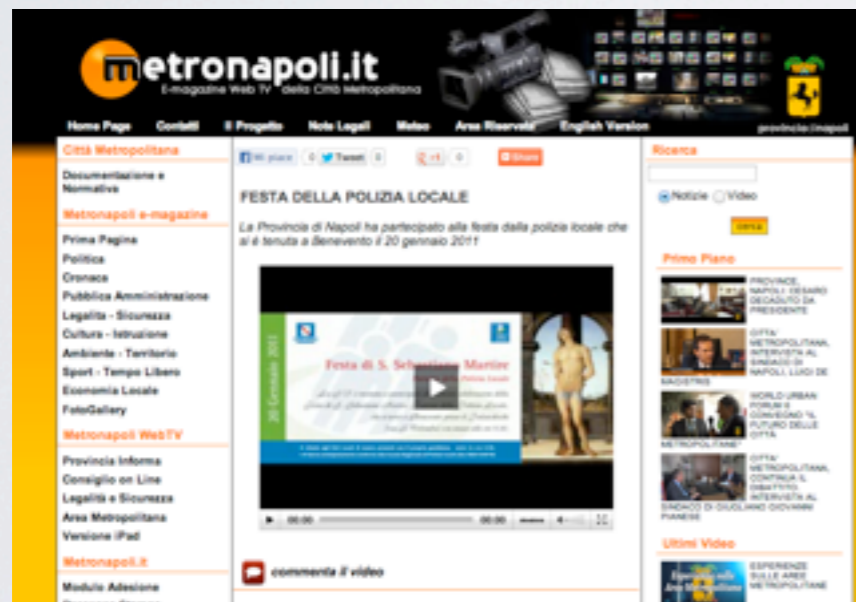 metronapoli.it
E-magazine Web TV della Città Metropolitana
Home Page Contatti Il Progetto Note Legali Meteo Area Riservata English Version
provincia di napoli
Città Metropolitana
Documentazione e
Normativa
Metronapoli e-magazine
Prima Pagina
Politica
Cronaca
Pubblica Amministrazione
Legalita - Sicurezza
Cultura - Istruzione
Ambiente - Territorio
Sport - Tempo Libero
Economia Locale
FotoGallery
Metronapoli WebTV
Provincia Informa
Consiglio on Line
Legalità e Sicurezza
Area Metropolitana
Versione iPad
Metronapoli.it
Modulo Adesione
Mi piace 0 Tweet 0 +1 0 Share
FESTA DELLA POLIZIA LOCALE
La Provincia di Napoli ha partecipato alla festa dalla polizia locale che
si è tenuta a Benevento il 20 gennaio 2011
20 Gennaio 2011
Festa di S. Sebastiano Martire
00:00 00:00
commenta il video
Ricerca
Notizie Video
cerca
Primo Piano
PROVINCE,
NAPOLI: CESARO
DECADUTO DA
PRESIDENTE
CITTA'
METROPOLITANA,
INTERVISTA AL
SINDACO DI
NAPOLI, LUIGI DE
MAGISTRIS
WORLD URBAN
FORUM 6
CONVEGNO "IL
FUTURO DELLE
CITTÀ
METROPOLITANE"
CITTA'
METROPOLITANA,
CONTINUA IL
DIBATTITO.
INTERVISTA AL
SINDACO DI GIUGLIANO GIOVANNI
PIANESE
Ultimi Video
ESPERIENZE
SULLE AREE
METROPOLITANE